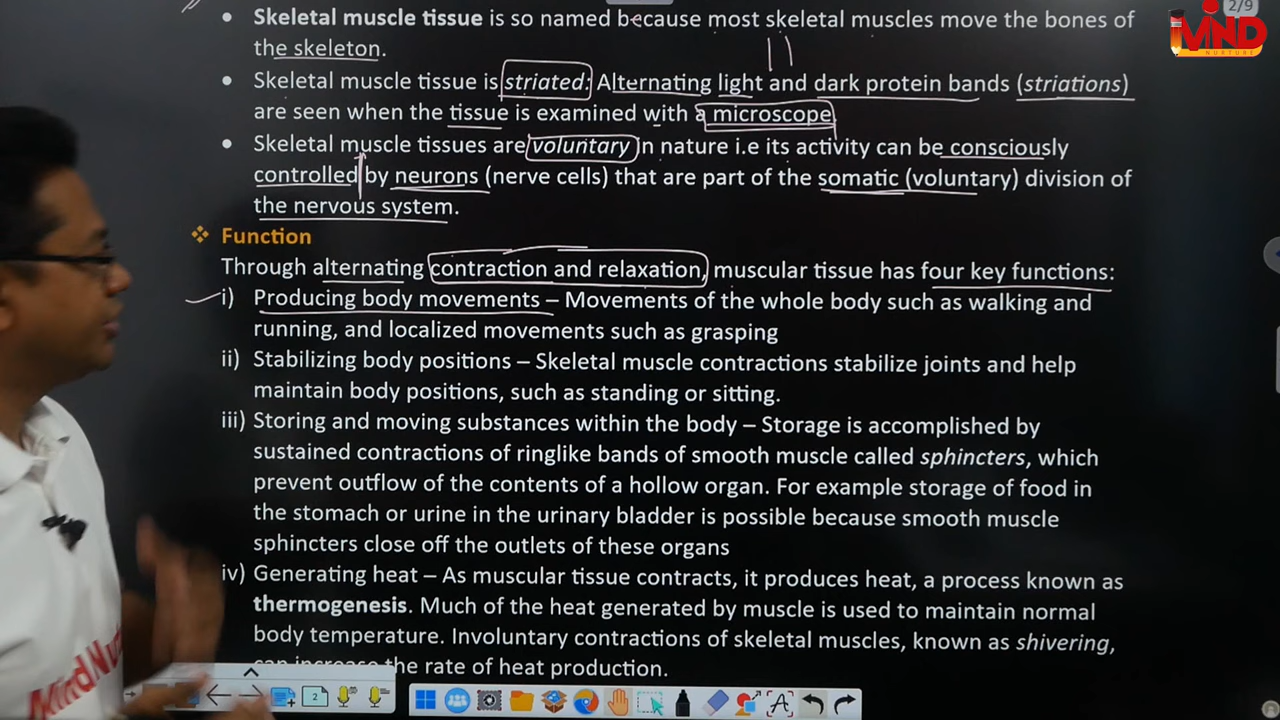 2/9
MIND
NURTURE
• Skeletal muscle tissue is so named because most skeletal muscles move the bones of
the skeleton.
• Skeletal muscle tissue is striated. Alternating light and dark protein bands (striations)
are seen when the tissue is examined with a microscope
• Skeletal muscle tissues are voluntary in nature i.e its activity can be consciously
controlled by neurons (nerve cells) that are part of the somatic (voluntary) division of
the nervous system.
❖ Function
Through alternating contraction and relaxation, muscular tissue has four key functions:
i) Producing body movements – Movements of the whole body such as walking and
running, and localized movements such as grasping
ii) Stabilizing body positions – Skeletal muscle contractions stabilize joints and help
maintain body positions, such as standing or sitting.
iii) Storing and moving substances within the body – Storage is accomplished by
sustained contractions of ringlike bands of smooth muscle called sphincters, which
prevent outflow of the contents of a hollow organ. For example storage of food in
the stomach or urine in the urinary bladder is possible because smooth muscle
sphincters close off the outlets of these organs
iv) Generating heat – As muscular tissue contracts, it produces heat, a process known as
thermogenesis. Much of the heat generated by muscle is used to maintain normal
body temperature. Involuntary contractions of skeletal muscles, known as shivering,
can increase the rate of heat production.
MindNut
2
A